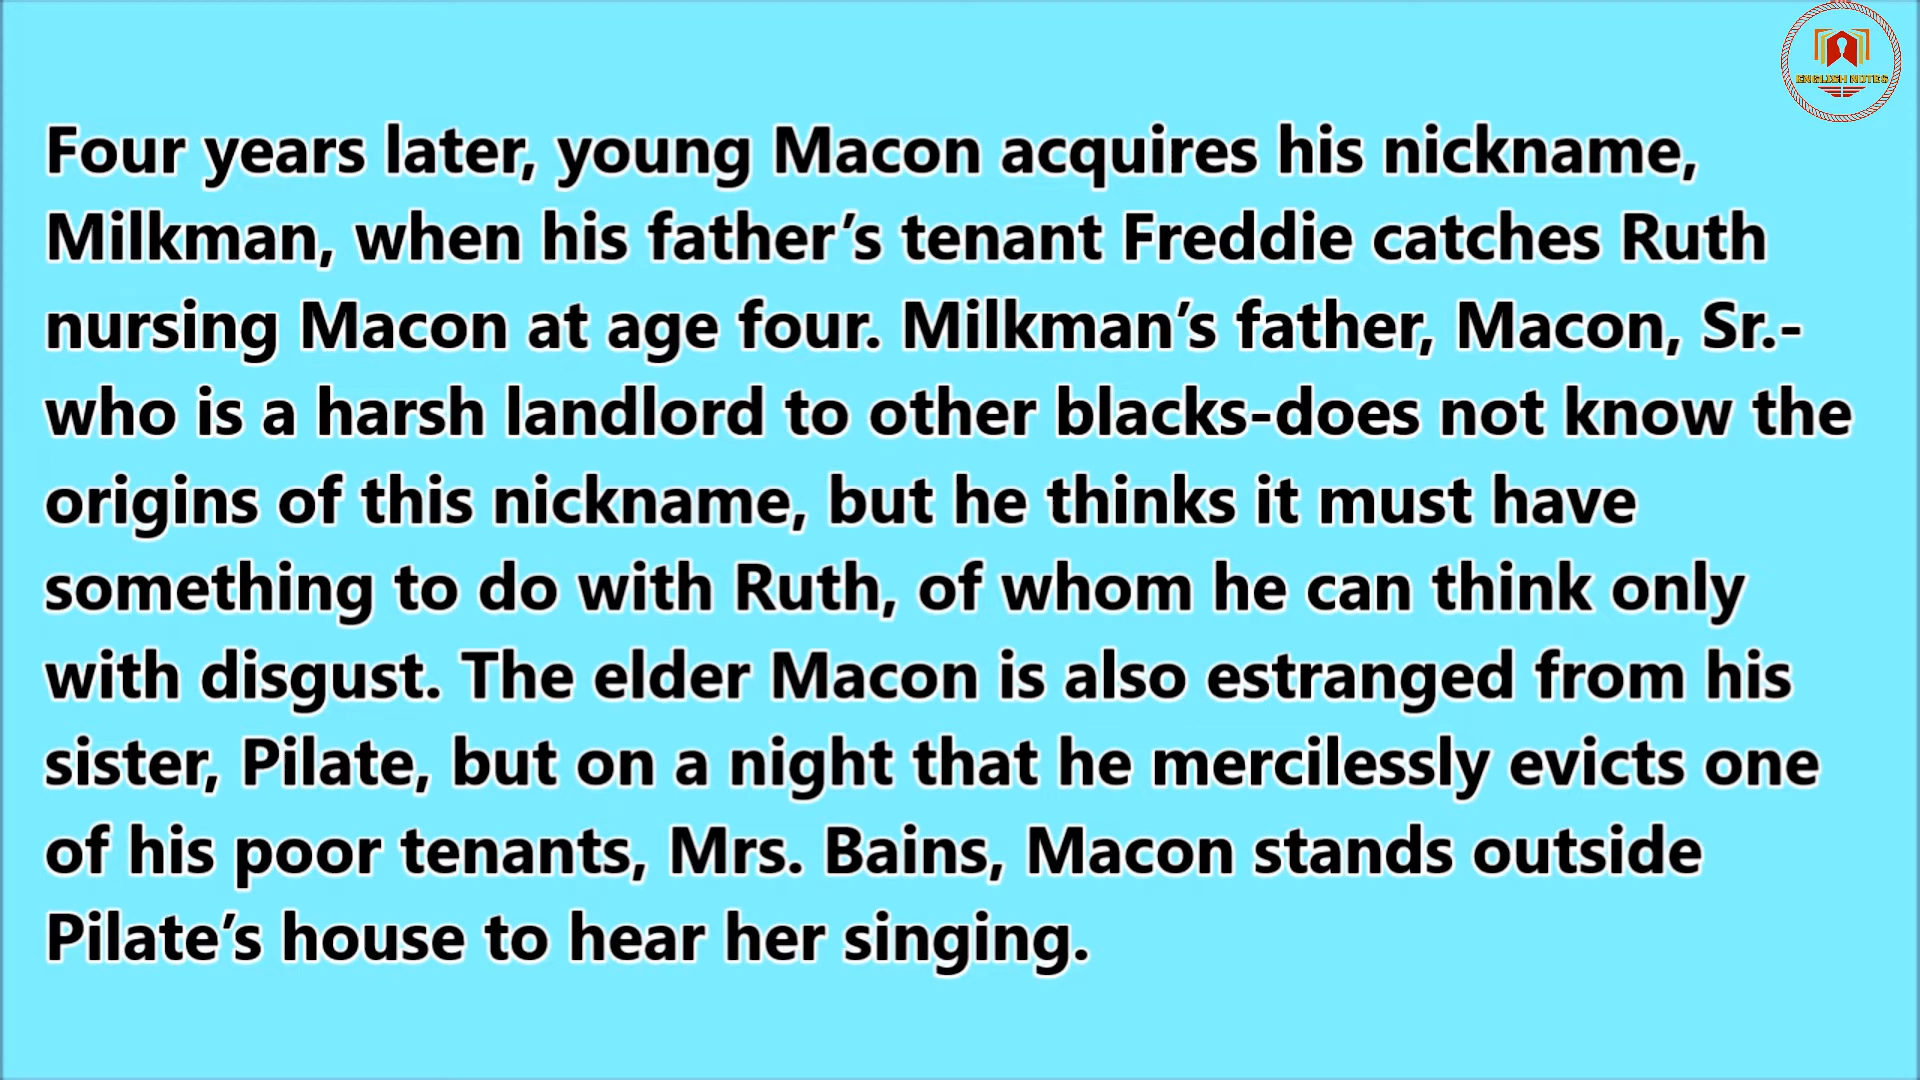 ENGLISH NOTES
Four years later, young Macon acquires his nickname,
Milkman, when his father’s tenant Freddie catches Ruth
nursing Macon at age four. Milkman’s father, Macon, Sr.-
who is a harsh landlord to other blacks-does not know the
origins of this nickname, but he thinks it must have
something to do with Ruth, of whom he can think only
with disgust. The elder Macon is also estranged from his
sister, Pilate, but on a night that he mercilessly evicts one
of his poor tenants, Mrs. Bains, Macon stands outside
Pilate’s house to hear her singing.